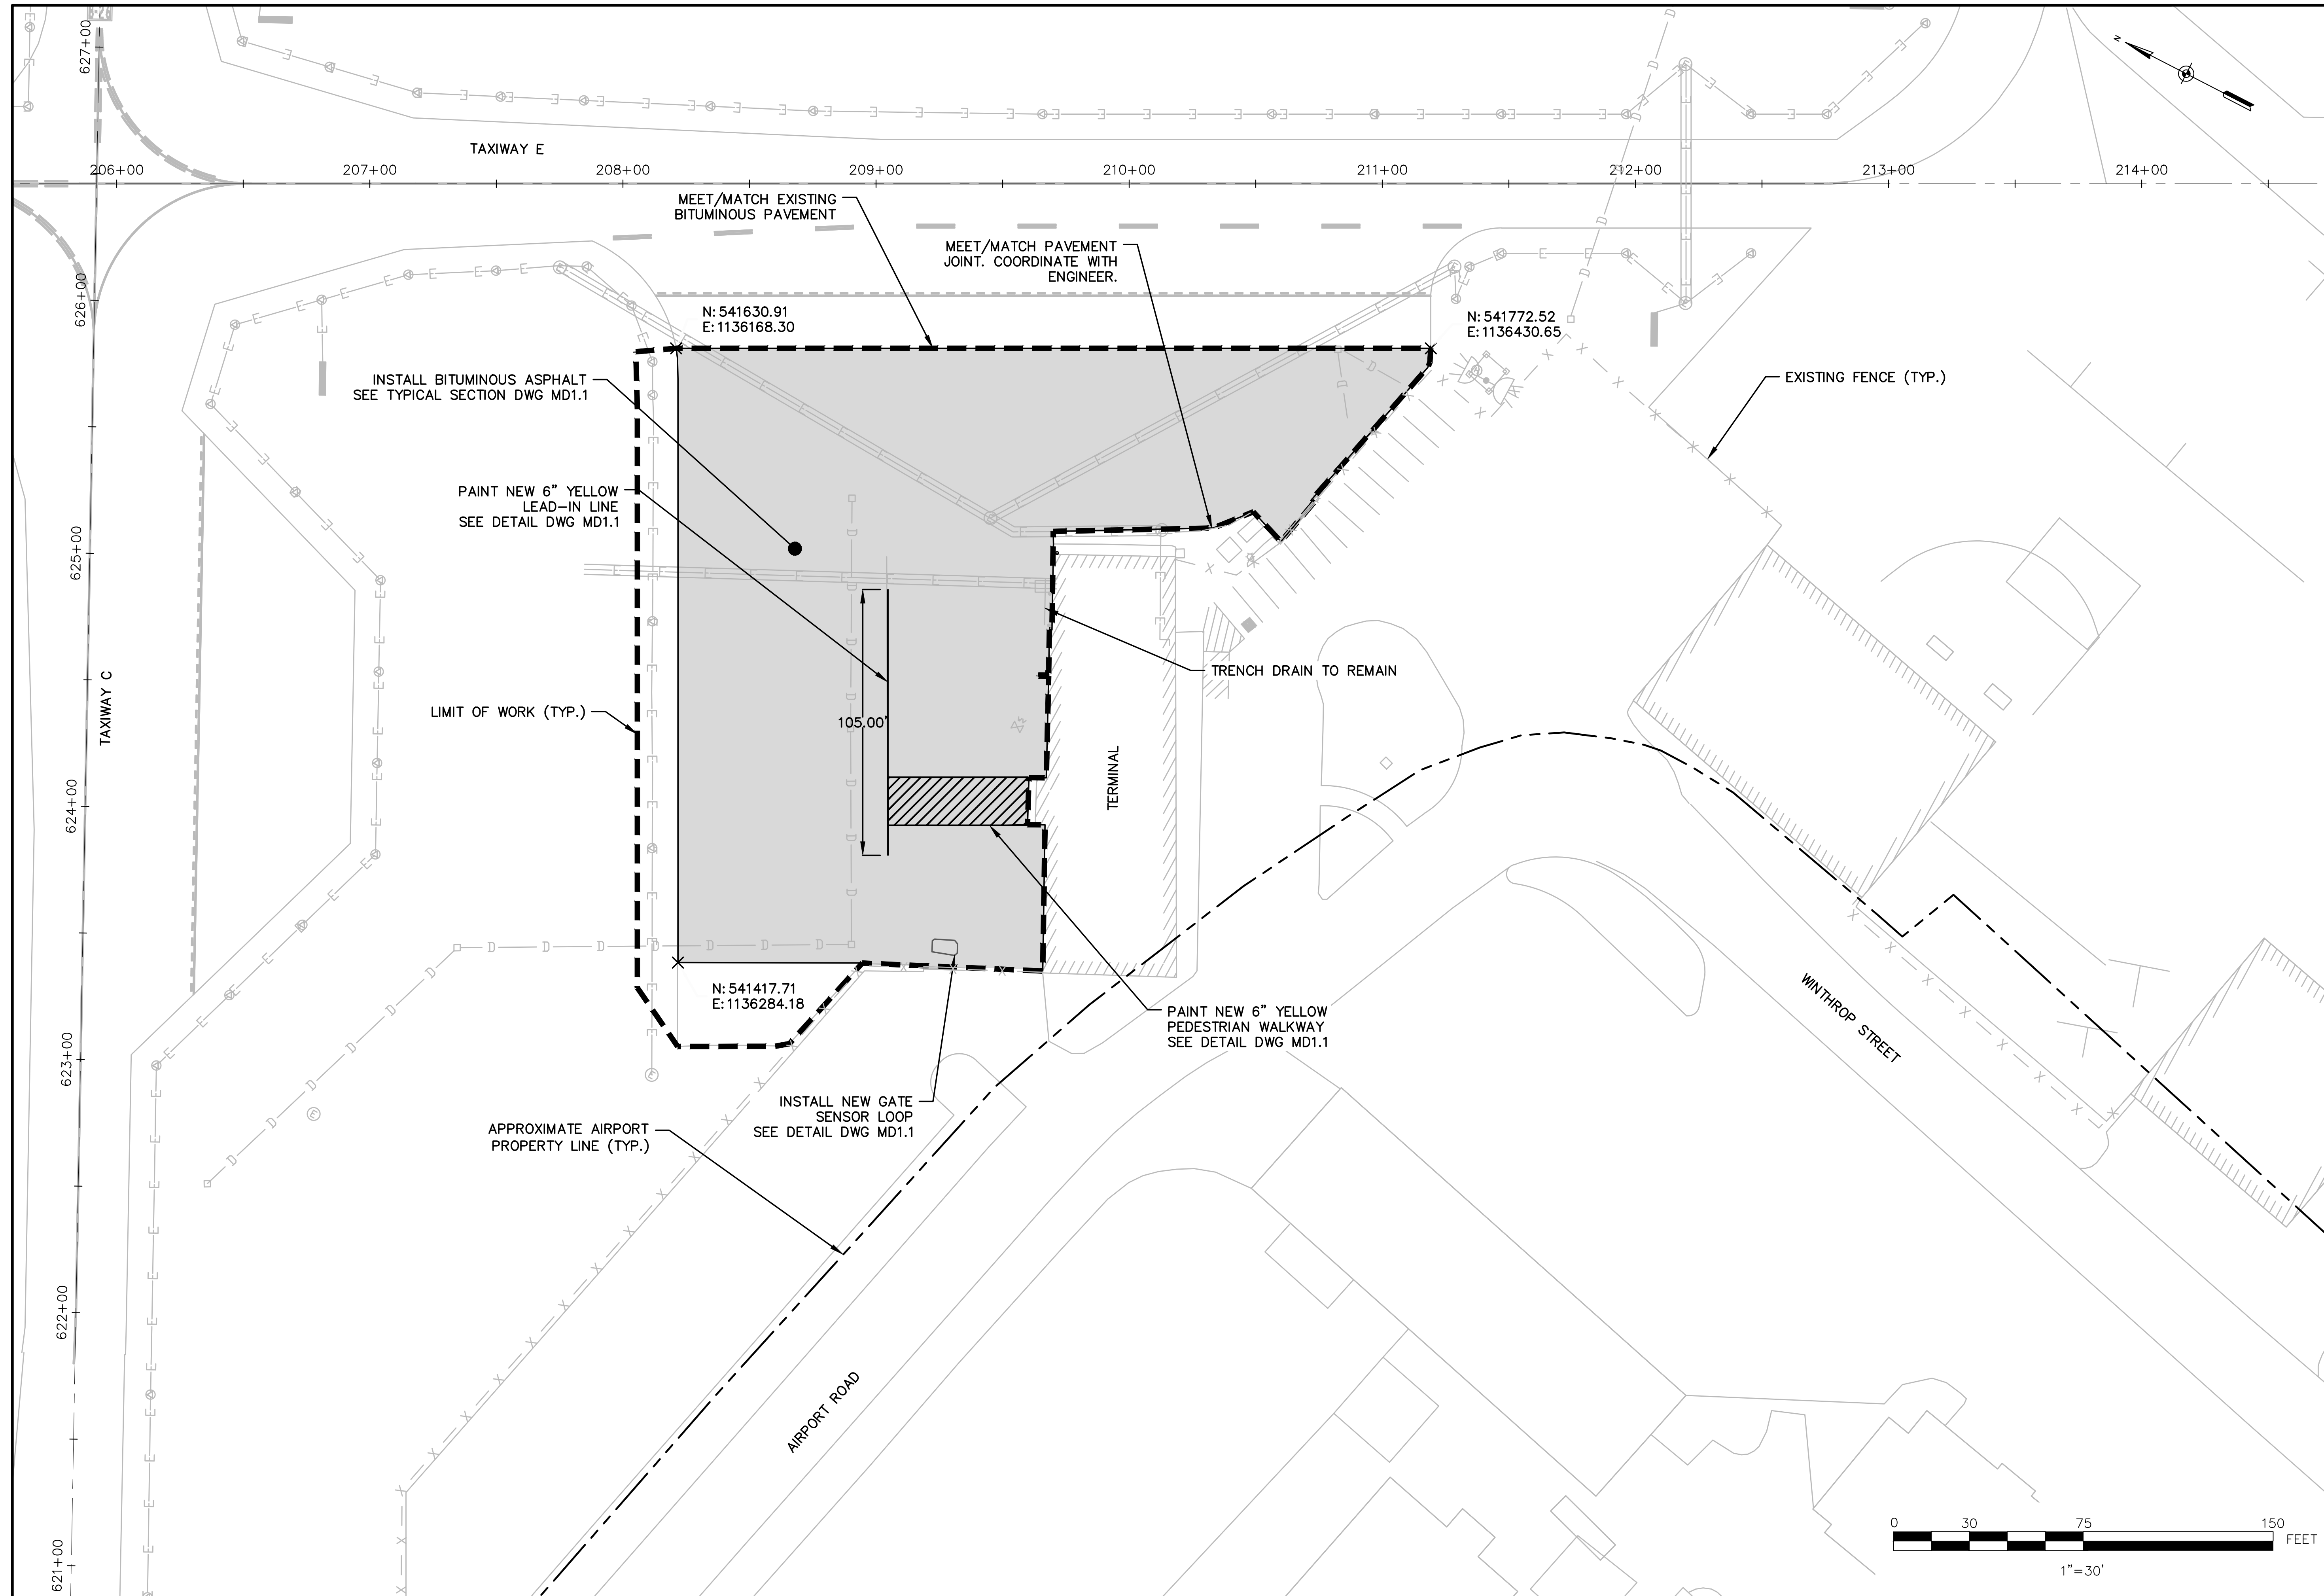 N
627+00
TAXIWAY E
206+00
207+00
208+00
209+00
210+00
211+00
212+00
213+00
214+00
MEET/MATCH EXISTING
BITUMINOUS PAVEMENT
MEET/MATCH PAVEMENT
JOINT. COORDINATE WITH
ENGINEER.
626+00
N: 541630.91
E: 1136168.30
N: 541772.52
E: 1136430.65
INSTALL BITUMINOUS ASPHALT
SEE TYPICAL SECTION DWG MD1.1
EXISTING FENCE (TYP.)
PAINT NEW 6" YELLOW
LEAD-IN LINE
SEE DETAIL DWG MD1.1
625+00
TRENCH DRAIN TO REMAIN
TAXIWAY C
LIMIT OF WORK (TYP.)
105.00'
TERMINAL
624+00
N: 541417.71
E: 1136284.18
PAINT NEW 6" YELLOW
PEDESTRIAN WALKWAY
SEE DETAIL DWG MD1.1
WINTHROP STREET
623+00
INSTALL NEW GATE
SENSOR LOOP
SEE DETAIL DWG MD1.1
APPROXIMATE AIRPORT
PROPERTY LINE (TYP.)
622+00
AIRPORT ROAD
621+00
0 30 75 150
FEET
1"=30'